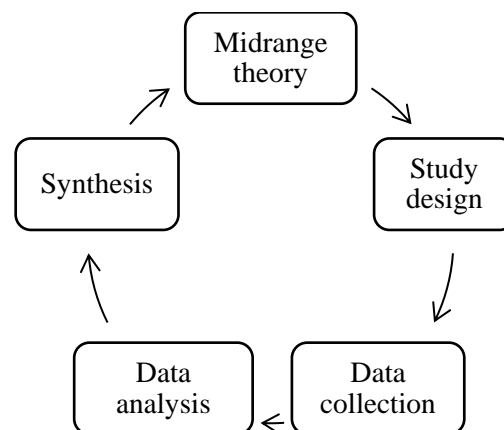 Midrange
theory
Study
design
Data
collection
Data
analysis
Synthesis